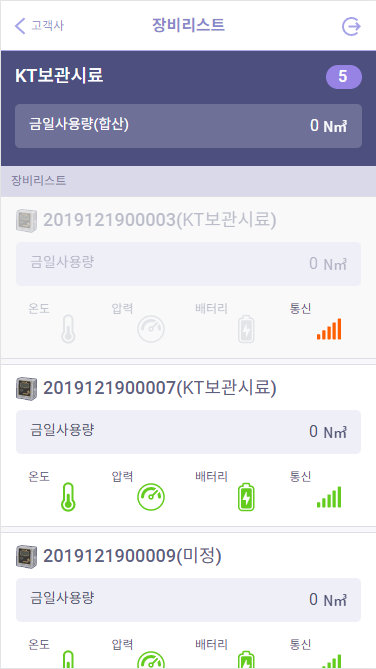 고객사
장비리스트
KT보관시료
5
금일사용량(합산)
0 N㎥
장비리스트
2019121900003(KT보관시료)
금일사용량
0 N㎥
온도 압력 배터리 통신
2019121900007(KT보관시료)
금일사용량
0 N㎥
온도 압력 배터리 통신
2019121900009(미정)
금일사용량
0 N㎥
온도 압력 배터리 통신